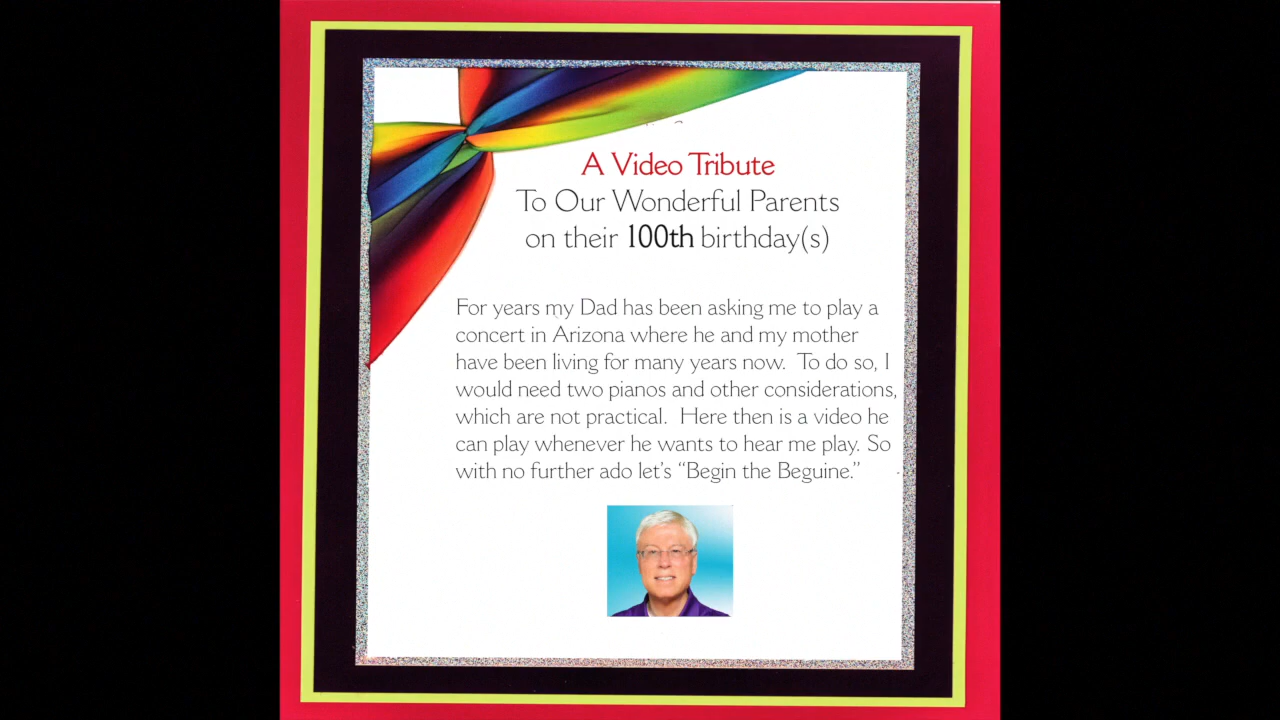 A Video Tribute
To Our Wonderful Parents
on their 100th birthday(s)
For years my Dad has been asking me to play a
concert in Arizona where he and my mother
have been living for many years now.  To do so, I
would need two pianos and other considerations,
which are not practical.  Here then is a video he
can play whenever he wants to hear me play. So
with no further ado let's “Begin the Beguine.”